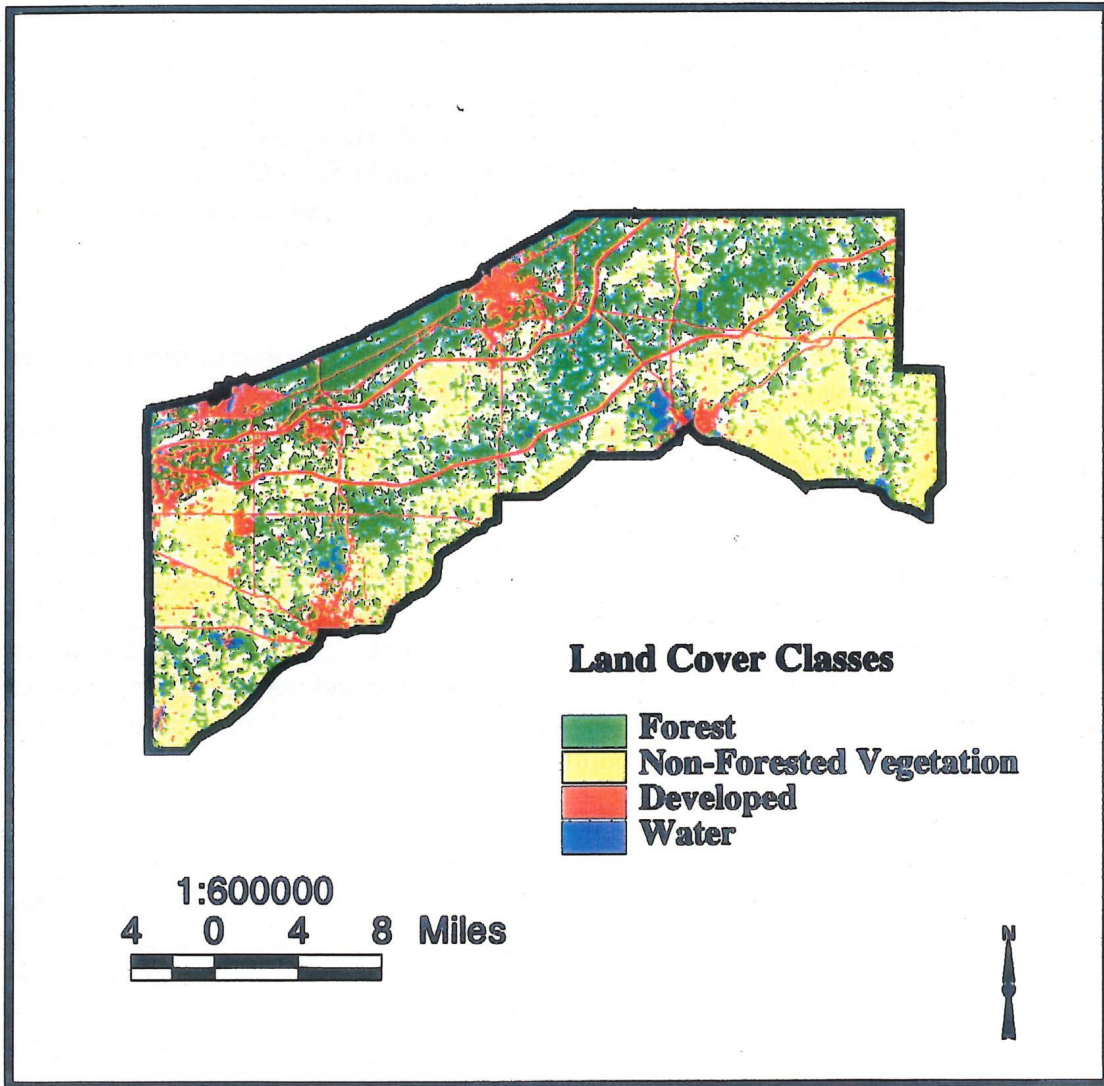 Land Cover Classes
Forest
Non-Forested Vegetation
Developed
Water
1:600000
4 0 4 8 Miles
N